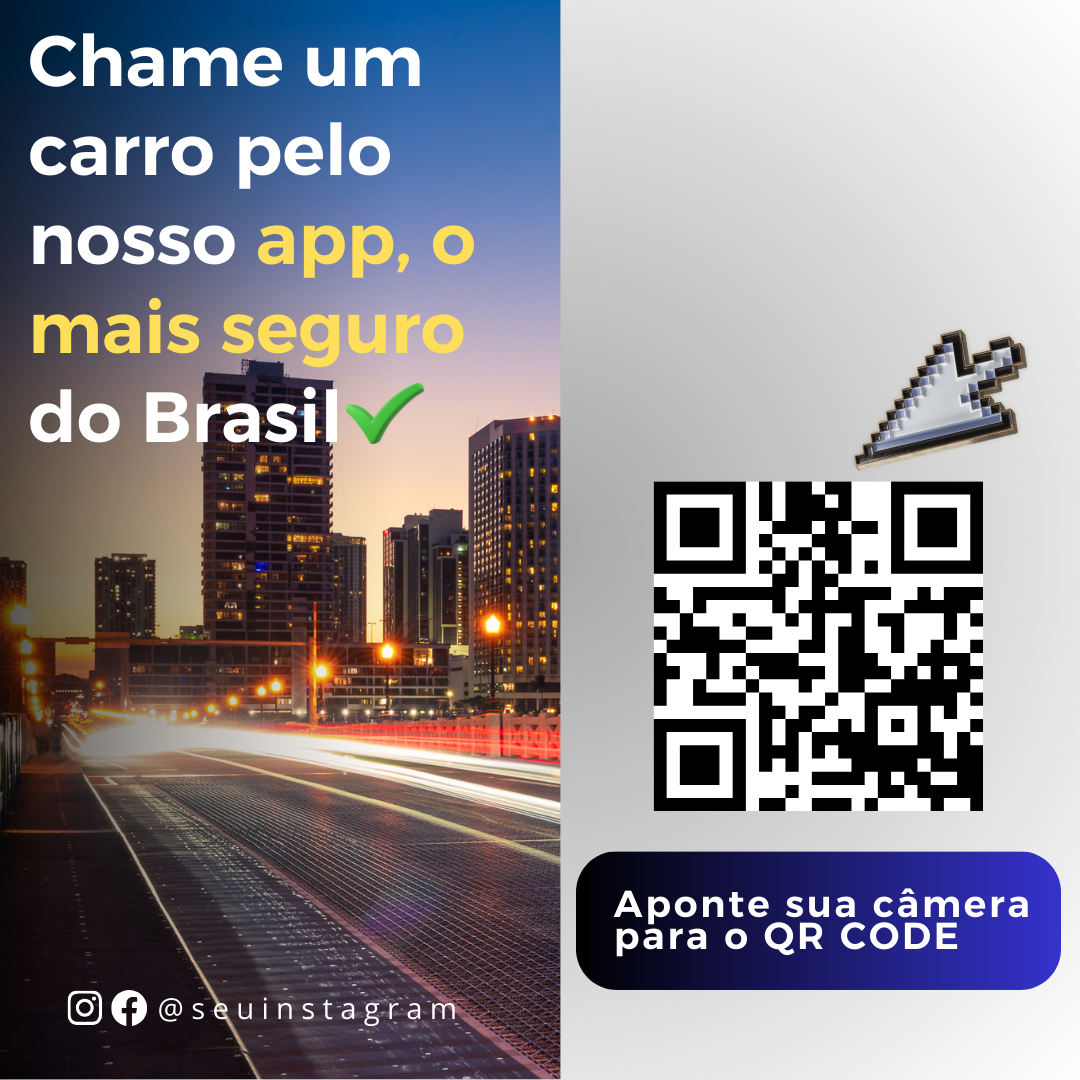 Chame um
carro pelo
nosso app, o
mais seguro
do Brasil
@seuinstagram
Aponte sua câmera
para o QR CODE